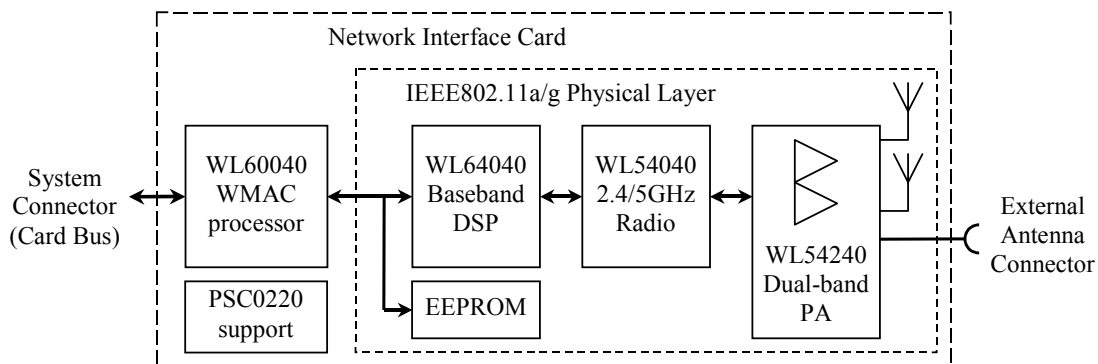 Network Interface Card
IEEE802.11a/g Physical Layer
System
Connector
(Card Bus)
WL60040
WMAC
processor
PSC0220
support
WL64040
Baseband
DSP
EEPROM
WL54040
2.4/5GHz
Radio
WL54240
Dual-band
PA
External
Antenna
Connector